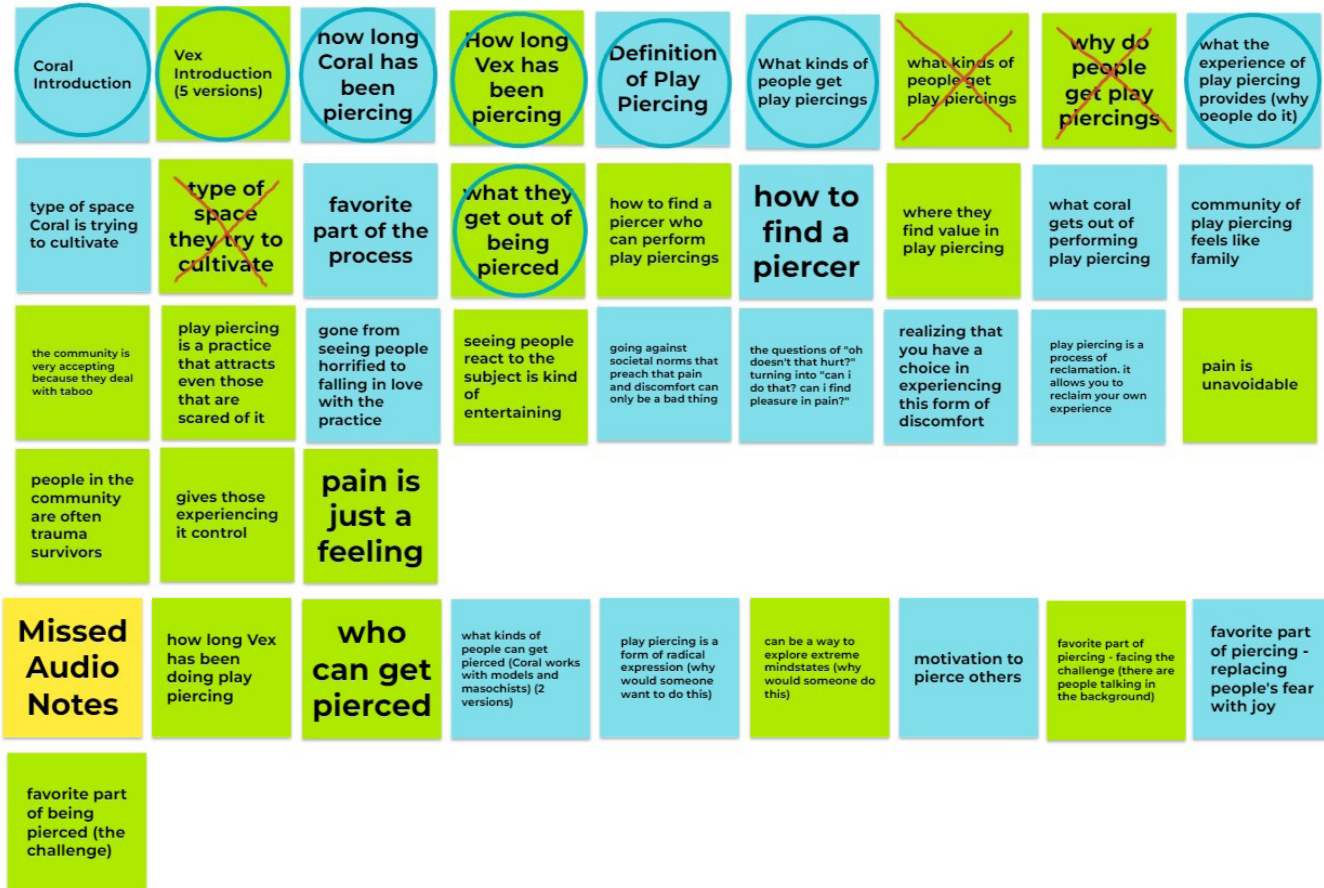 Coral
Introduction
Vex
Introduction
(5 versions)
how long
Coral has
been
piercing
How long
Vex has
been
piercing
Definition
of Play
Piercing
What kinds of
people get
play piercings
what kinds of
people get
play piercings
why do
people
get play
piercings
what the
experience of
play piercing
provides (why
people do it)
type of space
Coral is trying
to cultivate
type of
space
they try to
cultivate
favorite
part of the
process
what they
get out of
being
pierced
how to find a
piercer who
can perform
play piercings
how to
find a
piercer
where they
find value in
play piercing
what coral
gets out of
performing
play piercing
community of
play piercing
feels like
family
the community is
very accepting
because they deal
with taboo
play piercing
is a practice
that attracts
even those
that are
scared of it
gone from
seeing people
horrified to
falling in love
with the
practice
seeing people
react to the
subject is kind
of
entertaining
going against
societal norms that
preach that pain
and discomfort can
only be a bad thing
the questions of "oh
doesn't that hurt?"
turning into "can i
do that? can i find
pleasure in pain?"
realizing that
you have a
choice in
experiencing
this form of
discomfort
play piercing is a
process of
reclamation. it
allows you to
reclaim your own
experience
pain is
unavoidable
people in the
community
are often
trauma
survivors
gives those
experiencing
it control
pain is
just a
feeling
Missed
Audio
Notes
how long Vex
has been
doing play
piercing
who
can get
pierced
what kinds of
people can get
pierced (Coral works
with models and
masochists) (2
versions)
play piercing is a
form of radical
expression (why
would someone
want to do this)
can be a way to
explore extreme
mindstates (why
would someone do
this)
motivation to
pierce others
favorite part of
piercing - facing the
challenge (there are
people talking in
the background)
favorite part
of piercing -
replacing
people's fear
with joy
favorite part
of being
pierced (the
challenge)